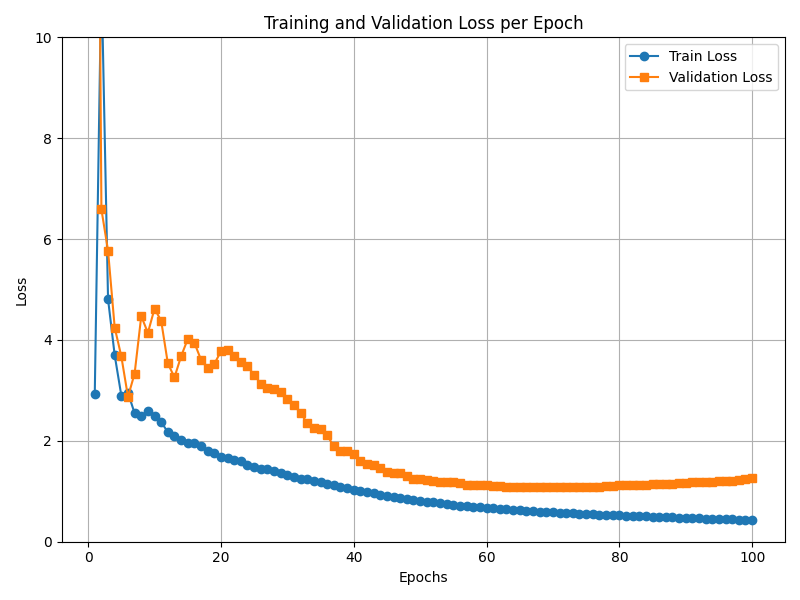 Training and Validation Loss per Epoch
10
8
6
4
2
0
Loss
Train Loss
Validation Loss
0 20 40 60 80 100
Epochs